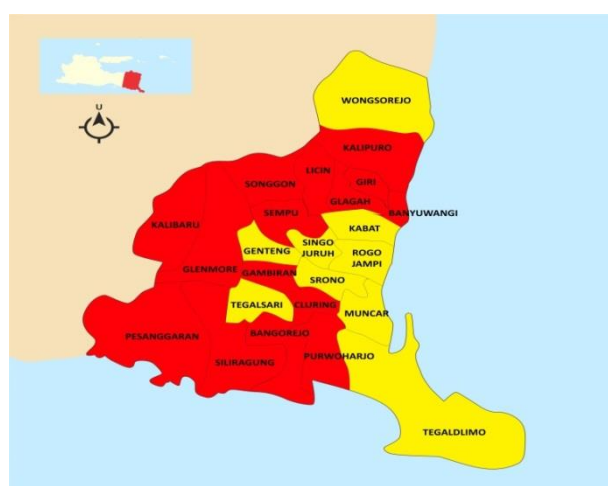 U
WONGSOREJO
KALIPURO
LICIN
GIRI
SONGGON
GLAGAH
SEMPU
BANYUWANGI
KALIBARU
KABAT
SINGO
JURUH
GENTENG
ROGO
JAMPI
GLENMORE
GAMBIRAN
SRONO
TEGALSARI
CLURING
MUNCAR
PESANGGARAN
BANGOREJO
SILIRAGUNG
PURWOHARJO
TEGALDLIMO